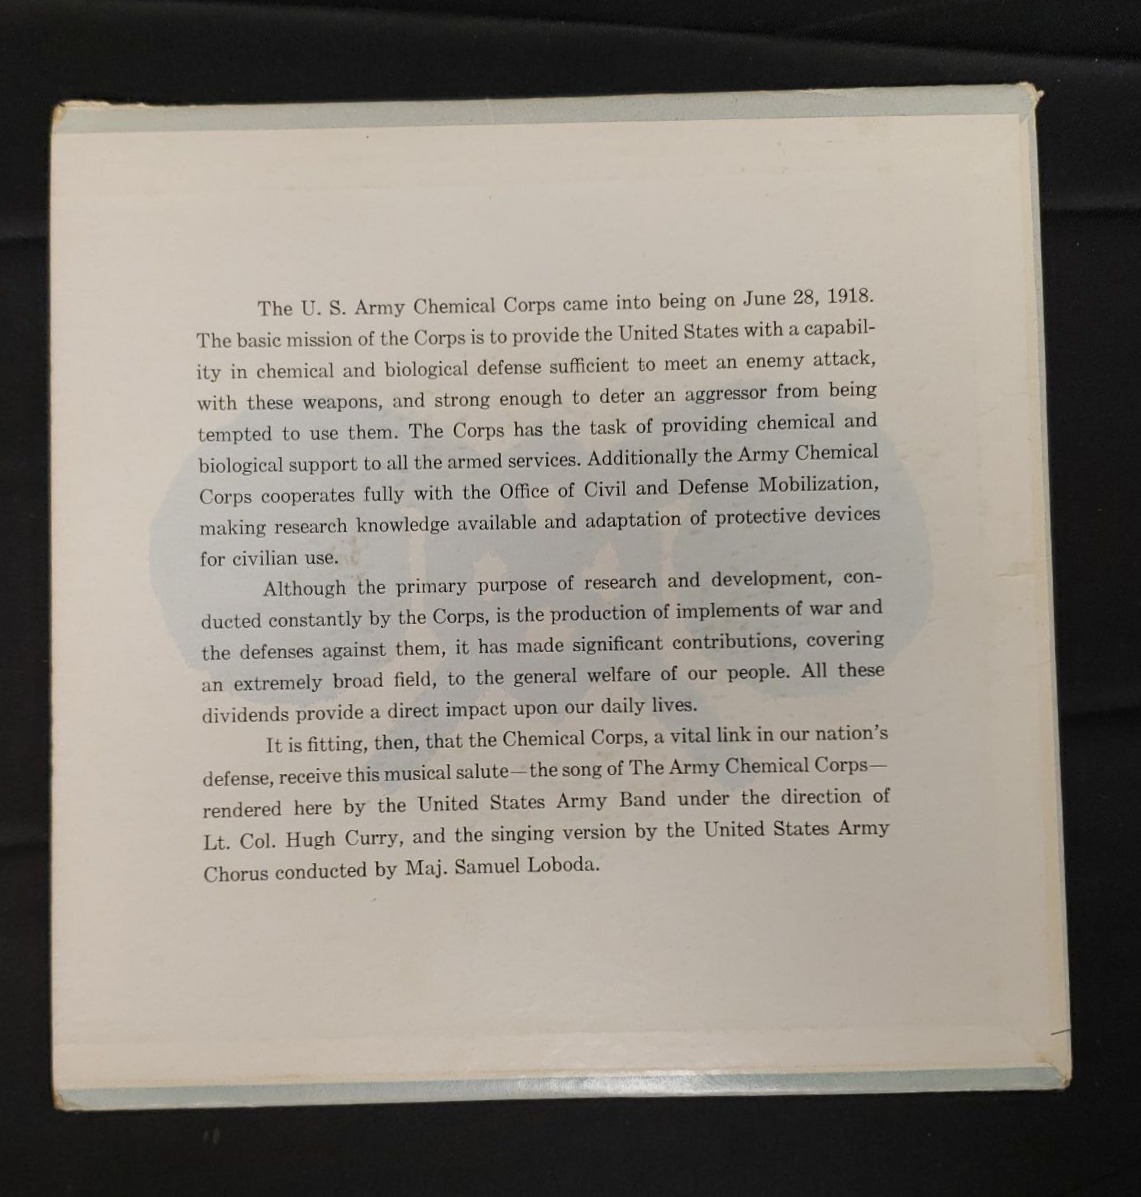 The U. S. Army Chemical Corps came into being on June 28, 1918.
The basic mission of the Corps is to provide the United States with a capabil-
ity in chemical and biological defense sufficient to meet an enemy attack,
with these weapons, and strong enough to deter an aggressor from being
tempted to use them. The Corps has the task of providing chemical and
biological support to all the armed services. Additionally the Army Chemical
Corps cooperates fully with the Office of Civil and Defense Mobilization,
making research knowledge available and adaptation of protective devices
for civilian use.
Although the primary purpose of research and development, con-
ducted constantly by the Corps, is the production of implements of war and
the defenses against them, it has made significant contributions, covering
an extremely broad field, to the general welfare of our people. All these
dividends provide a direct impact upon our daily lives.
It is fitting, then, that the Chemical Corps, a vital link in our nation's
defense, receive this musical salute—the song of The Army Chemical Corps—
rendered here by the United States Army Band under the direction of
Lt. Col. Hugh Curry, and the singing version by the United States Army
Chorus conducted by Maj. Samuel Loboda.